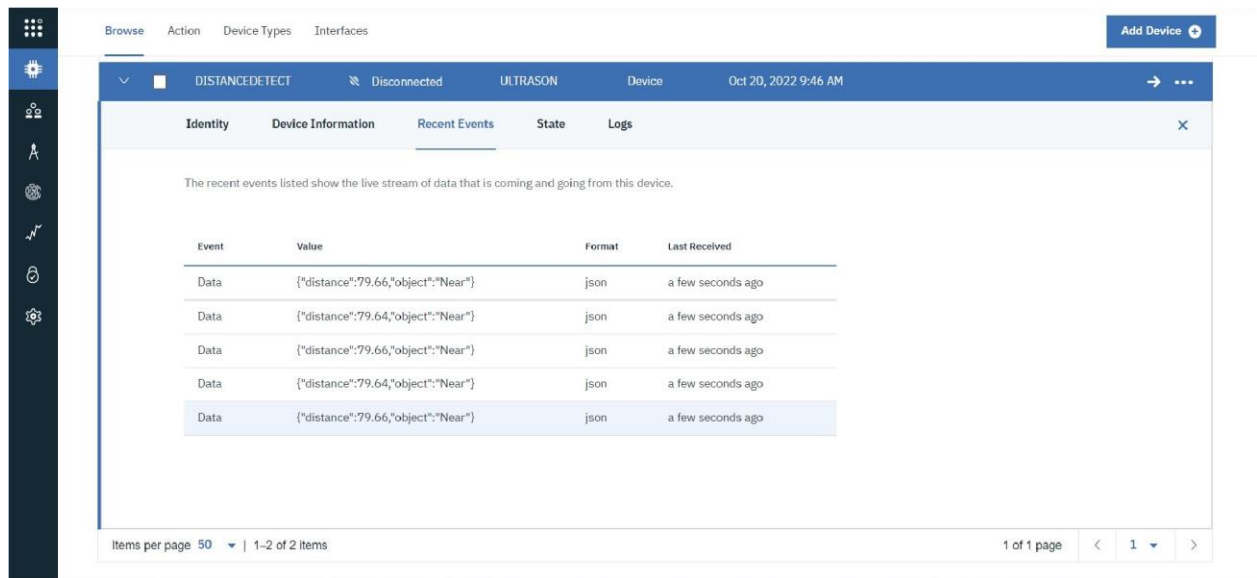 Browse Action Device Types Interfaces Add Device
DISTANCEDETECT Disconnected ULTRASON Device Oct 20, 2022 9:46 AM
Identity Device Information Recent Events State Logs
The recent events listed show the live stream of data that is coming and going from this device.
Event Value Format Last Received
Data {"distance":79.66,"object":"Near"} json a few seconds ago
Data {"distance":79.64,"object":"Near"} json a few seconds ago
Data {"distance":79.66,"object":"Near"} json a few seconds ago
Data {"distance":79.64,"object":"Near"} json a few seconds ago
Data {"distance":79.66,"object":"Near"} json a few seconds ago
Items per page 50 | 1–2 of 2 items 1 of 1 page 1